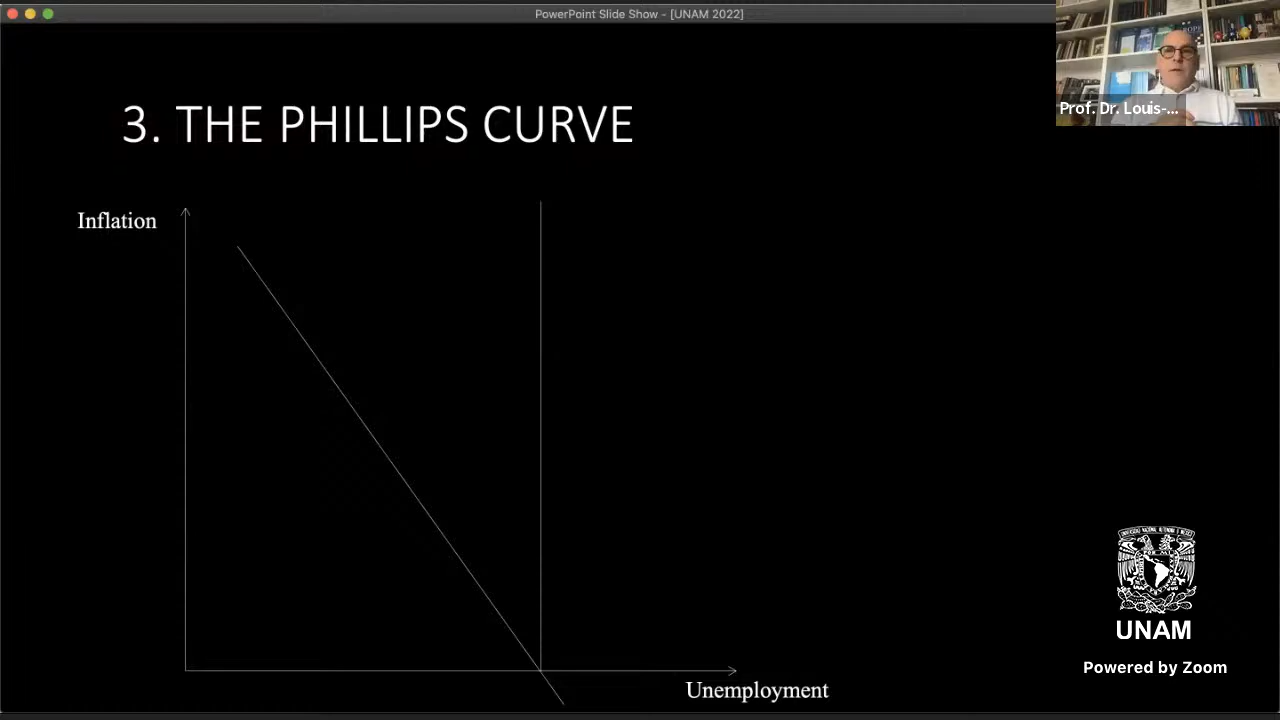 PowerPoint Slide Show - [UNAM 2022]
Prof. Dr. Louis-...
3. THE PHILLIPS CURVE
Inflation
Unemployment
UNAM
Powered by Zoom